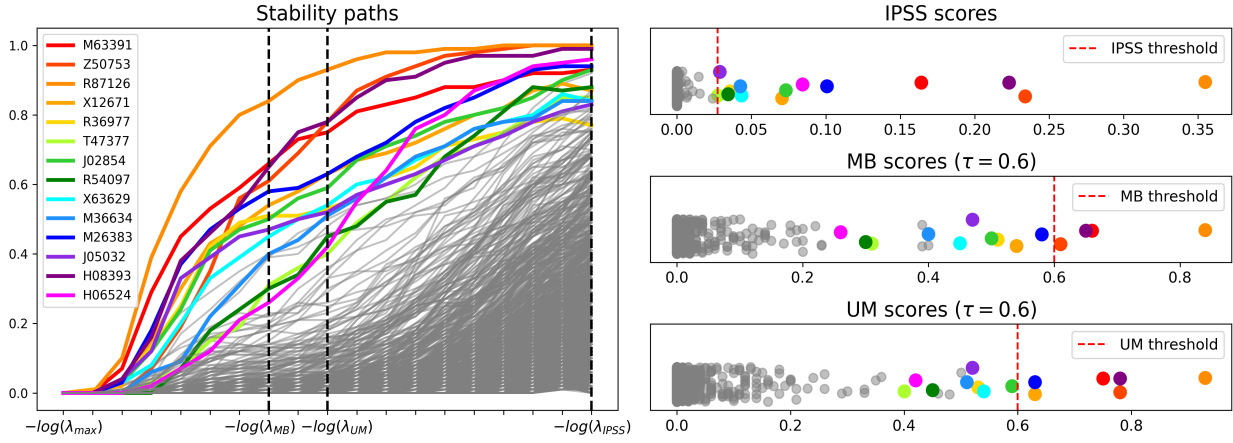 Stability paths
1.0
0.8
0.6
0.4
0.2
0.0
M63391
Z50753
R87126
X12671
R36977
T47377
J02854
R54097
X63629
M36634
M26383
J05032
H08393
H06524
−log(λmax) −log(λMB) −log(λUM) −log(λIPSS)
IPSS scores
IPSS threshold
0.00 0.05 0.10 0.15 0.20 0.25 0.30 0.35
MB scores (τ = 0.6)
MB threshold
0.0 0.2 0.4 0.6 0.8
UM scores (τ = 0.6)
UM threshold
0.0 0.2 0.4 0.6 0.8